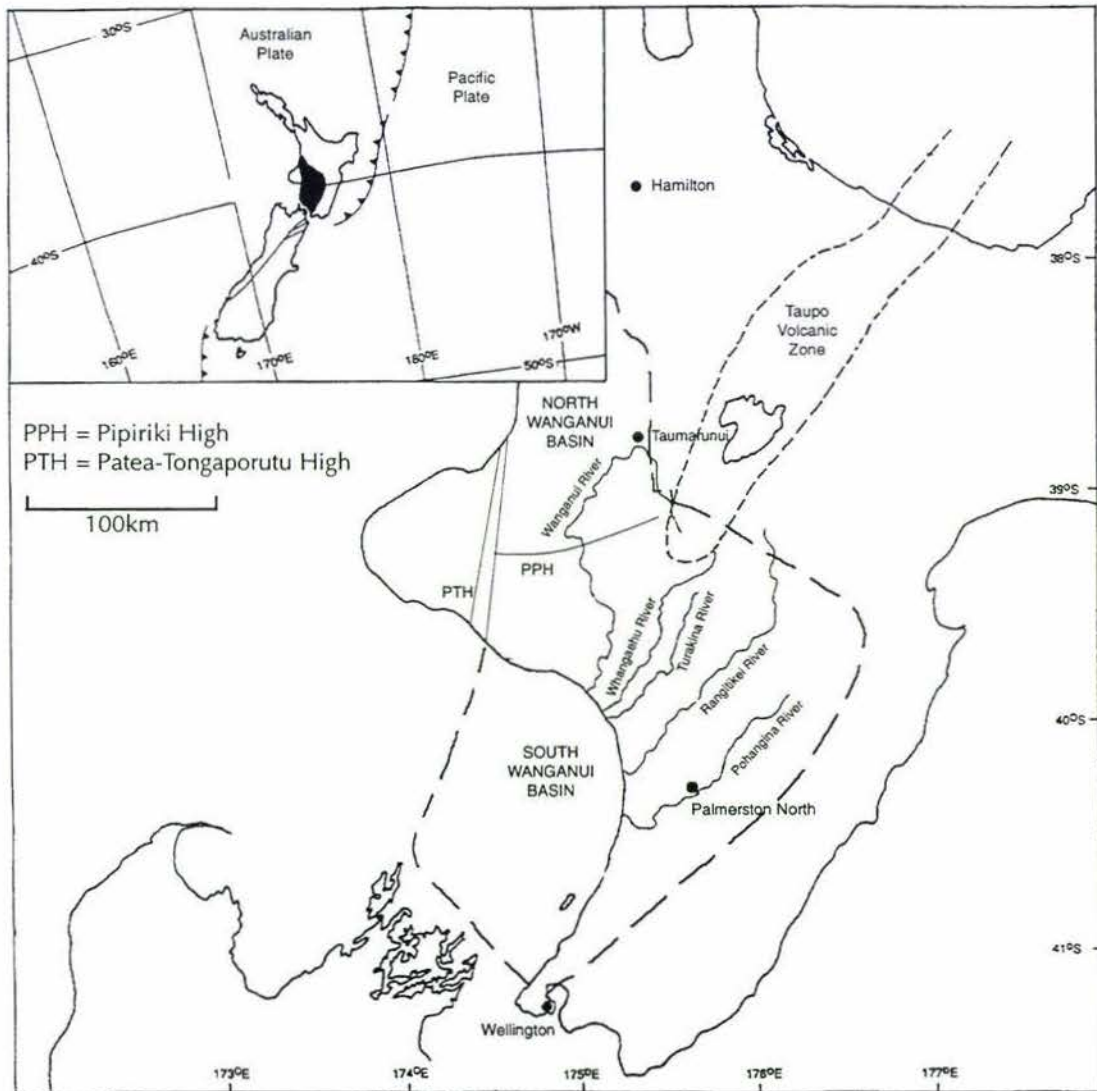 30°S
Australian
Plate
Pacific
Plate
40°S
160°E
170°E
180°E
170°W
50°S
PPH = Pipiriki High
PTH = Patea-Tongaporutu High
100km
Hamilton
38°S
Taupo
Volcanic
Zone
NORTH
WANGANUI
BASIN
Taumarunui
39°S
Wanganui River
PPH
PTH
Whangaehu River
Turakina River
Rangitikei River
Pohangina River
40°S
SOUTH
WANGANUI
BASIN
Palmerston North
41°S
Wellington
173°E
174°E
175°E
176°E
177°E